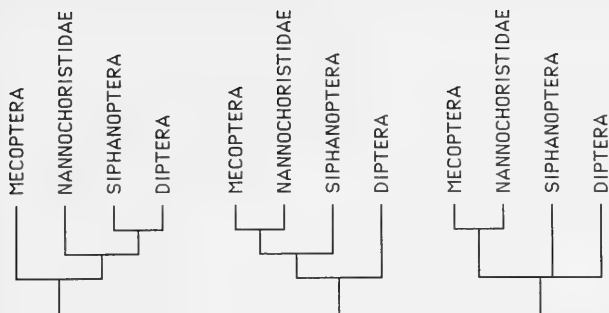 MECOPTERA
NANNOCHORISTIDAE
SIPHANOPTERA
DIPTERA
MECOPTERA
NANNOCHORISTIDAE
SIPHANOPTERA
DIPTERA
MECOPTERA
NANNOCHORISTIDAE
SIPHANOPTERA
DIPTERA